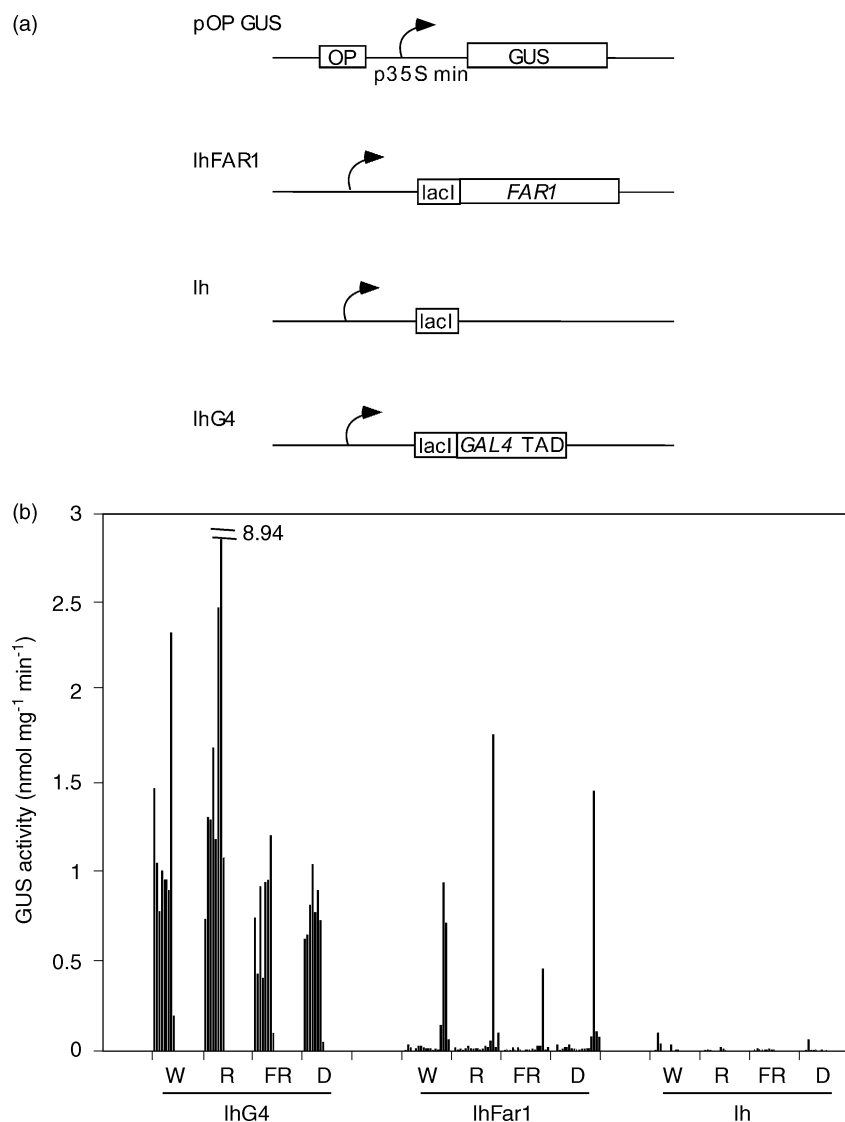 (a)
pOP GUS
OP
p35S min
GUS
lhFAR1
lacI
FAR1
lh
lacI
lhG4
lacI
GAL4 TAD
(b)
GUS activity (nmol mg-1 min-1)
3
2.5
2
1.5
1
0.5
0
8.94
W R FR D W R FR D W R FR D
lhG4 lhFar1 lh